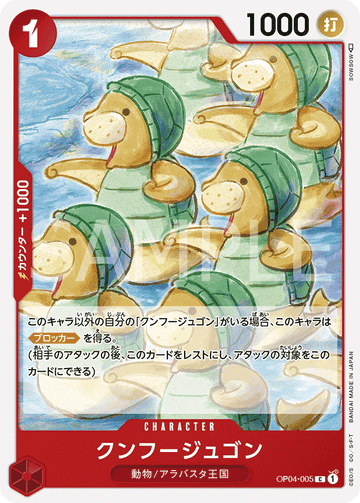 1
1000
打
SOWSOW
カウンター +1000
SAMPLE
このキャラ以外の自分の「クンフージュゴン」がいる場合、このキャラは
ブロッカー を得る。
(相手のアタックの後、このカードをレストにし、アタックの対象をこの
カードにできる)
CHARACTER
クンフージュゴン
動物/アラバスタ王国
OP04-005 C 1
©E.O./S. ©O./S・F・T BANDAI MADE IN JAPAN